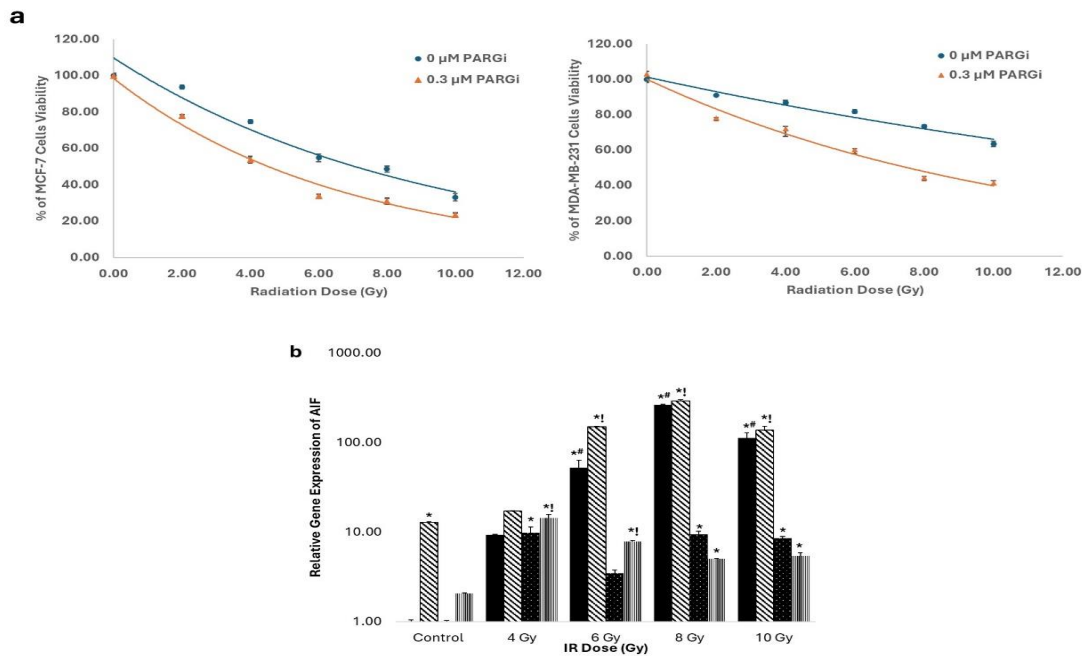 a
120.00
100.00
80.00
60.00
40.00
20.00
0.00
% of MCF-7 Cells Viability
0 µM PARGi
0.3 µM PARGi
0.00 2.00 4.00 6.00 8.00 10.00 12.00
Radiation Dose (Gy)
120.00
100.00
80.00
60.00
40.00
20.00
0.00
% of MDA-MB-231 Cells Viability
0 µM PARGi
0.3 µM PARGi
0.00 2.00 4.00 6.00 8.00 10.00 12.00
Radiation Dose (Gy)
b
1000.00
100.00
10.00
1.00
Relative Gene Expression of AIF
*
* *!
*# *! *!
*# *! * *
*# *! * *
Control 4 Gy 6 Gy 8 Gy 10 Gy
IR Dose (Gy)